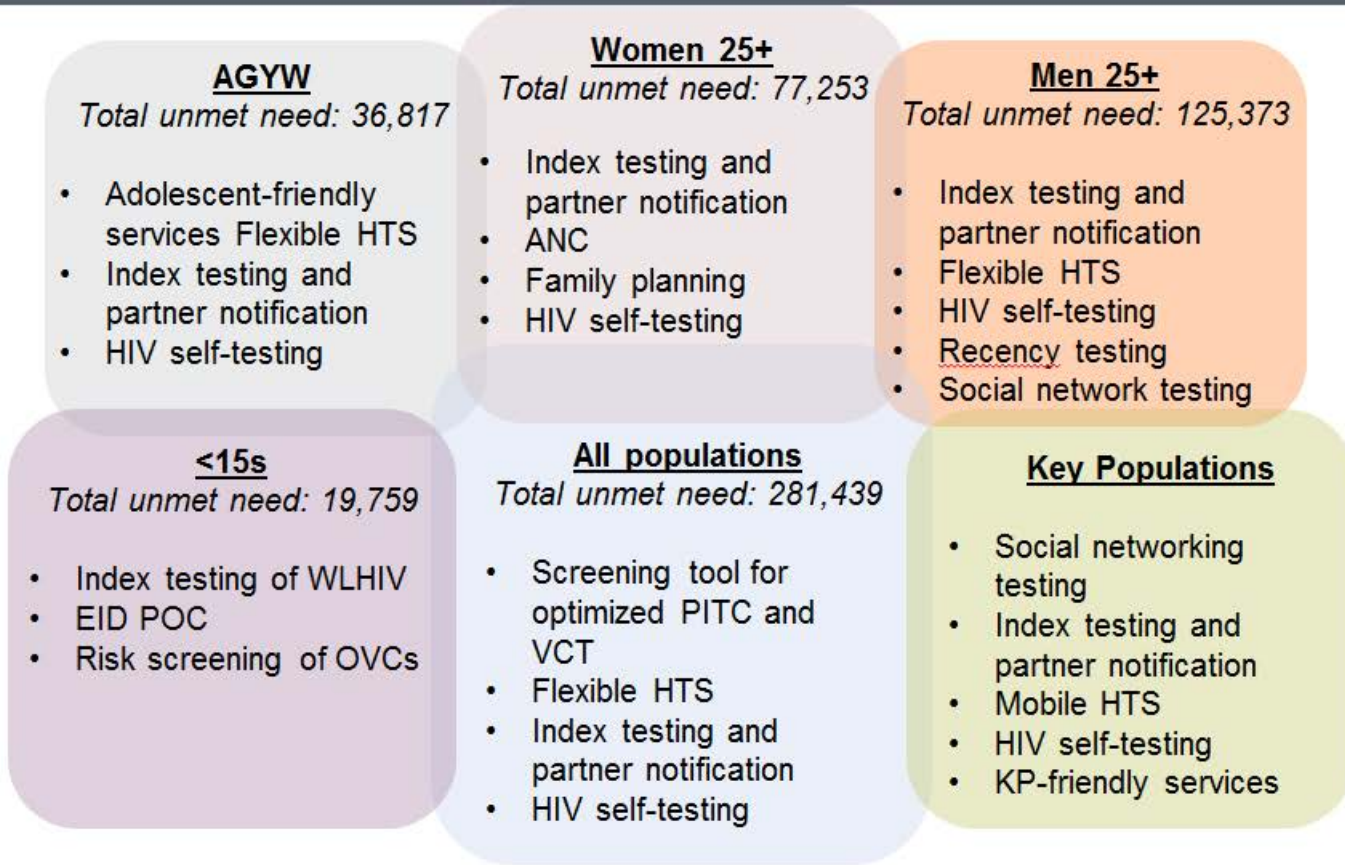 AGYW
Total unmet need: 36,817
• Adolescent-friendly
services Flexible HTS
• Index testing and
partner notification
• HIV self-testing
Women 25+
Total unmet need: 77,253
• Index testing and
partner notification
• ANC
• Family planning
• HIV self-testing
Men 25+
Total unmet need: 125,373
• Index testing and
partner notification
• Flexible HTS
• HIV self-testing
• Recency testing
• Social network testing
<15s
Total unmet need: 19,759
• Index testing of WLHIV
• EID POC
• Risk screening of OVCs
All populations
Total unmet need: 281,439
• Screening tool for
optimized PITC and
VCT
• Flexible HTS
• Index testing and
partner notification
• HIV self-testing
Key Populations
• Social networking
testing
• Index testing and
partner notification
• Mobile HTS
• HIV self-testing
• KP-friendly services